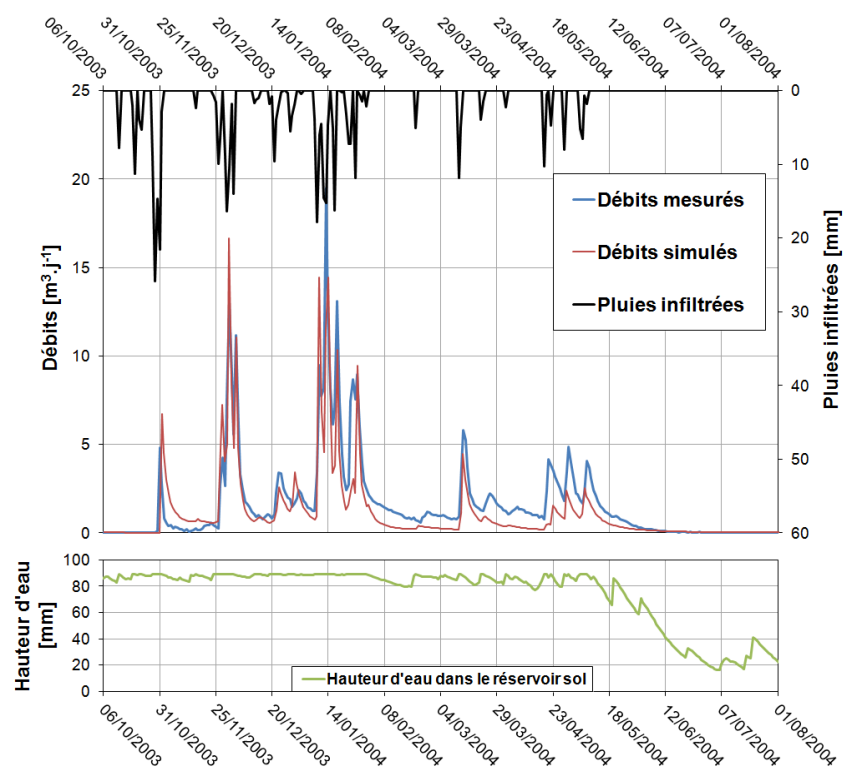 06/10/2003 31/10/2003 25/11/2003 20/12/2003 14/01/2004 08/02/2004 04/03/2004 29/03/2004 23/04/2004 18/05/2004 12/06/2004 07/07/2004 01/08/2004
25
20
15
10
5
0
Débits [m³.j⁻¹]
0
10
20
30
40
50
60
Pluies infiltrées [mm]
Débits mesurés
Débits simulés
Pluies infiltrées
100
80
60
40
20
0
Hauteur d'eau
[mm]
Hauteur d'eau dans le réservoir sol
06/10/2003 31/10/2003 25/11/2003 20/12/2003 14/01/2004 08/02/2004 04/03/2004 29/03/2004 23/04/2004 18/05/2004 12/06/2004 07/07/2004 01/08/2004